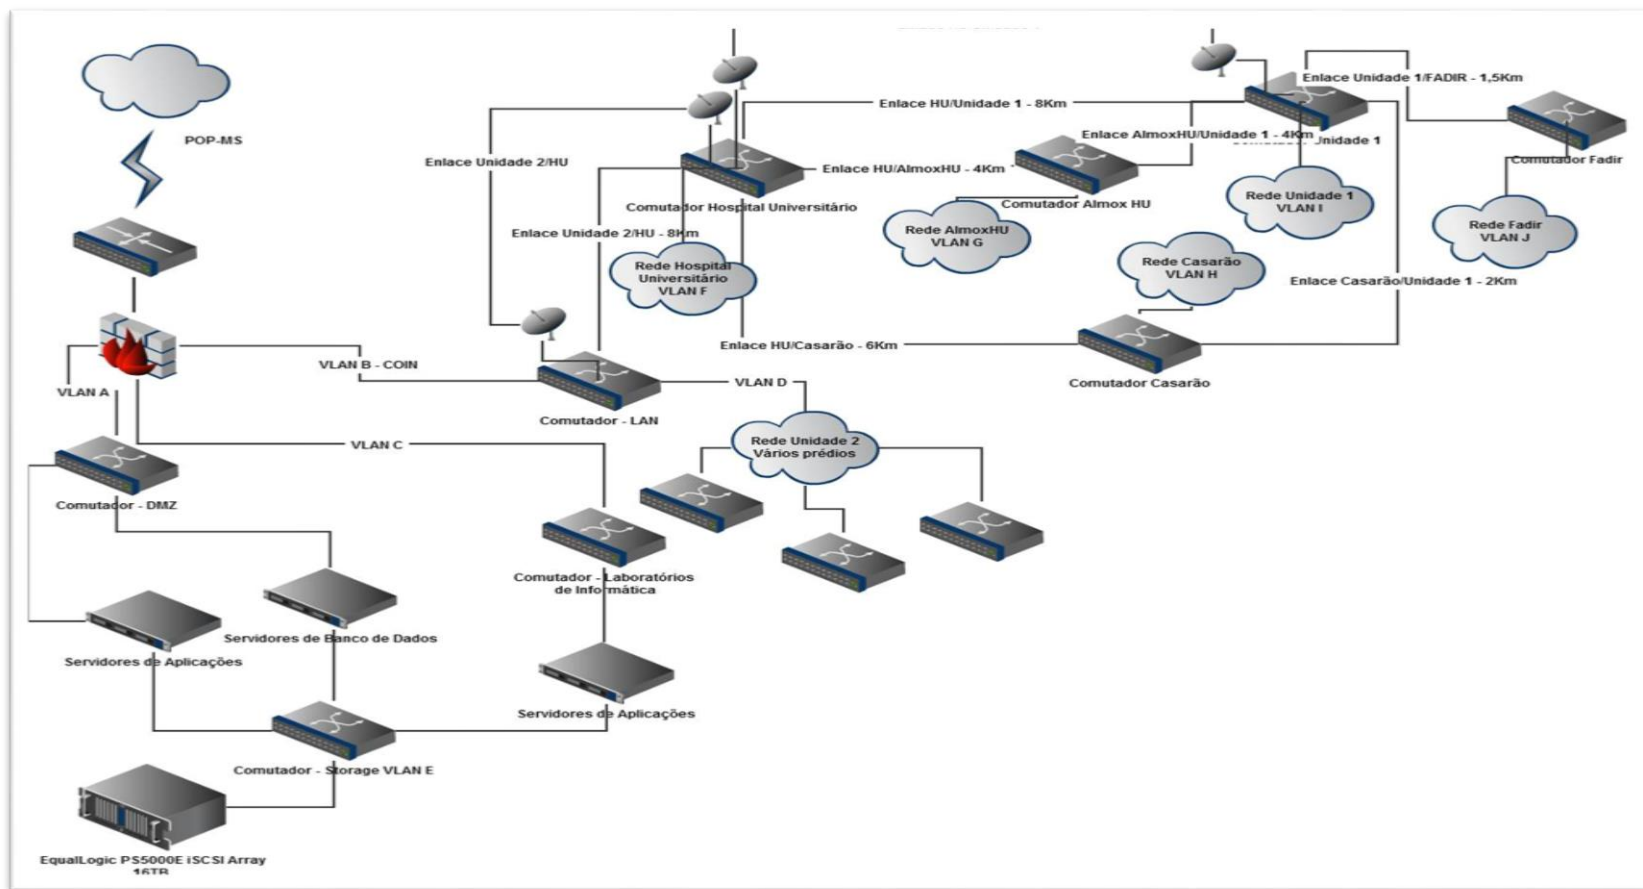 POP-MS
Enlace Unidade 1/FADIR - 1,5Km
Enlace HU/Unidade 1 - 8Km
Enlace AlmoxHU/Unidade 1 - 4Km
Unidade 1
Comutador Fadir
Enlace Unidade 2/HU
Enlace HU/AlmoxHU - 4Km
Comutador Hospital Universitário
Comutador Almox HU
Rede Unidade 1
VLAN I
Rede AlmoxHU
VLAN G
Rede Fadir
VLAN J
Enlace Unidade 2/HU - 8Km
Rede Hospital
Universitário
VLAN F
Rede Casarão
VLAN H
Enlace Casarão/Unidade 1 - 2Km
Enlace HU/Casarão - 6Km
VLAN B - COIN
VLAN A
VLAN D
Comutador Casarão
Comutador - LAN
VLAN C
Rede Unidade 2
Vários prédios
Comutador - DMZ
Comutador - Laboratórios
de Informática
Servidores de Banco de Dados
Servidores de Aplicações
Servidores de Aplicações
Comutador - Storage VLAN E
EqualLogic PS5000E iSCSI Array
16TB